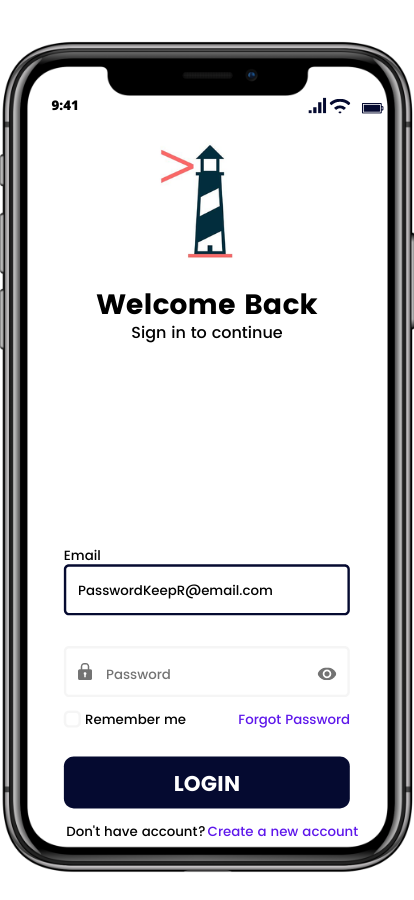 9:41
Welcome Back
Sign in to continue
Email
PasswordKeepR@email.com
Password
Remember me Forgot Password
LOGIN
Don't have account? Create a new account